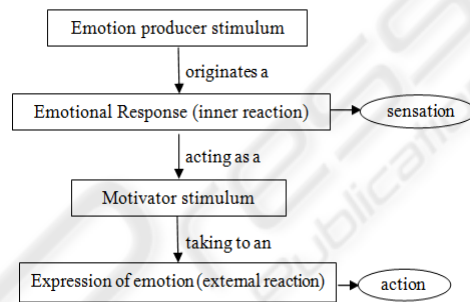 Emotion producer stimulum
originates a
Emotional Response (inner reaction)
sensation
acting as a
Motivator stimulum
taking to an
Expression of emotion (external reaction)
action